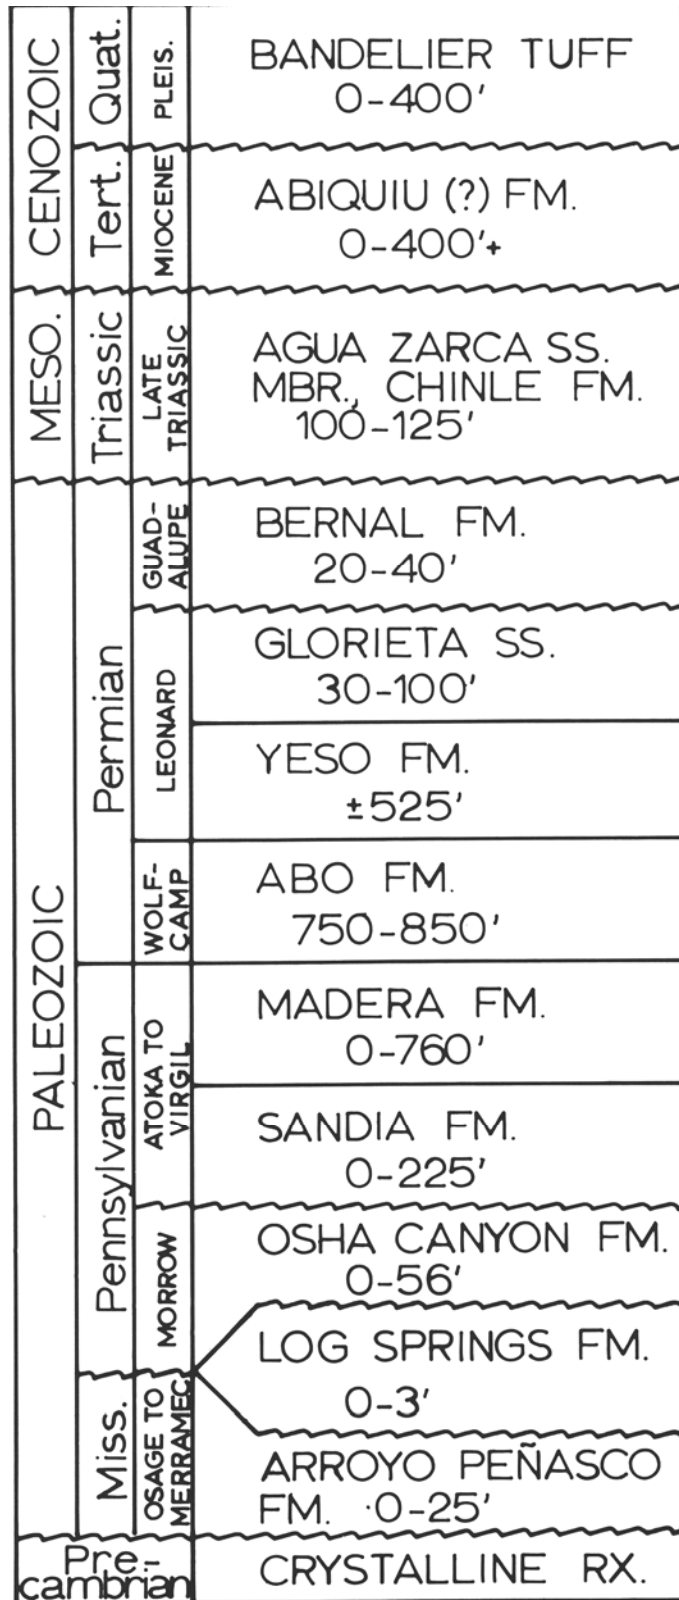 CENOZOIC
Quat.
PLEIS.
BANDELIER TUFF
0-400'
Tert.
MIOCENE
ABIQUIU (?) FM.
0-400'+
MESO.
Triassic
LATE
TRIASSIC
AGUA ZARCA SS.
MBR., CHINLE FM.
100-125'
PALEOZOIC
Permian
GUAD-
ALUPE
BERNAL FM.
20-40'
LEONARD
GLORIETA SS.
30-100'
YESO FM.
±525'
WOLF-
CAMP
ABO FM.
750-850'
Pennsylvanian
ATOKA TO
VIRGIL
MADERA FM.
0-760'
SANDIA FM.
0-225'
MORROW
OSHA CANYON FM.
0-56'
LOG SPRINGS FM.
0-3'
Miss.
OSAGE TO
MERRAMEC
ARROYO PEÑASCO
FM. 0-25'
Pre-
cambrian
CRYSTALLINE RX.